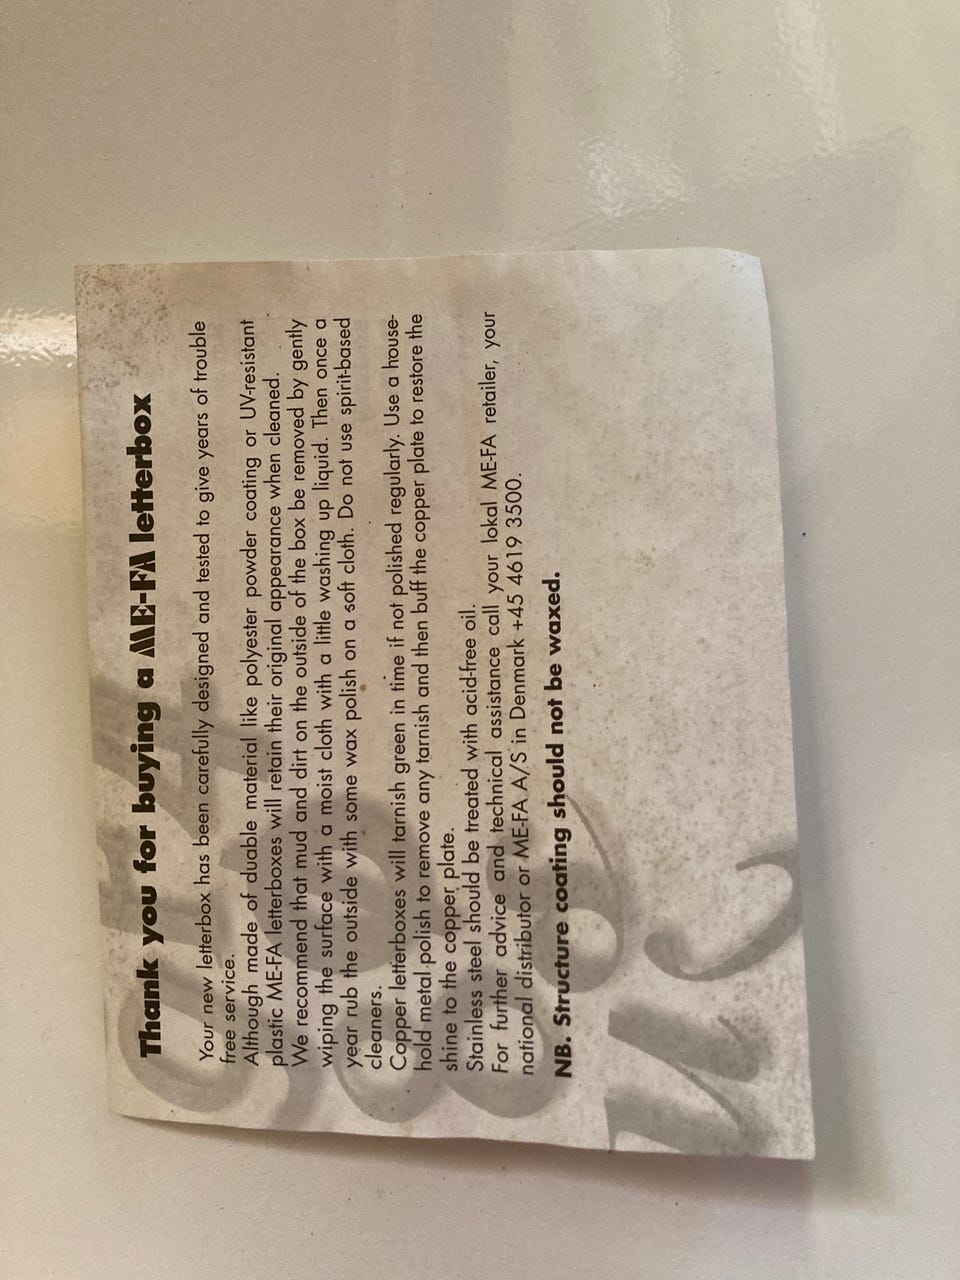 Thank you for buying a ME-FA letterbox
Your new letterbox has been carefully designed and tested to give years of trouble
free service.
Although made of duable material like polyester powder coating or UV-resistant
plastic ME-FA letterboxes will retain their original appearance when cleaned.
We recommend that mud and dirt on the outside of the box be removed by gently
wiping the surface with a moist cloth with a little washing up liquid. Then once a
year rub the outside with some wax polish on a soft cloth. Do not use spirit-based
cleaners.
Copper letterboxes will tarnish green in time if not polished regularly. Use a house-
hold metal polish to remove any tarnish and then buff the copper plate to restore the
shine to the copper plate.
Stainless steel should be treated with acid-free oil.
For further advice and technical assistance call your lokal ME-FA retailer, your
national distributor or ME-FA A/S in Denmark +45 4619 3500.
NB. Structure coating should not be waxed.